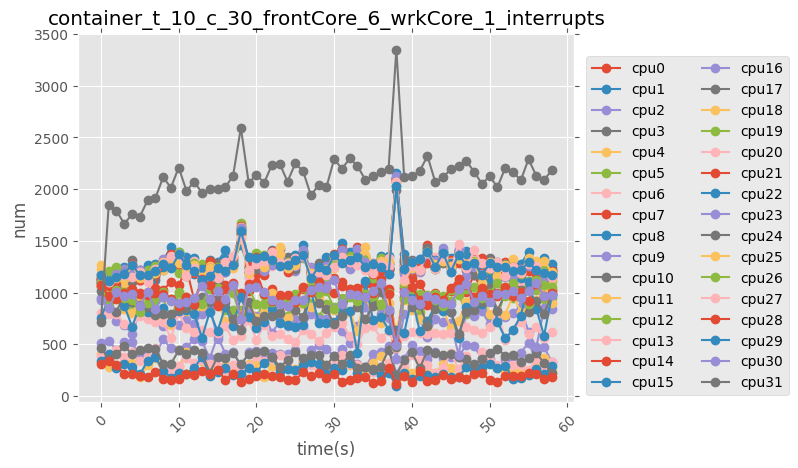 container_t_10_c_30_frontCore_6_wrkCore_1_interrupts
3500
3000
2500
2000
1500
1000
500
0
num
0 10 20 30 40 50 60
time(s)
cpu0 cpu16
cpu1 cpu17
cpu2 cpu18
cpu3 cpu19
cpu4 cpu20
cpu5 cpu21
cpu6 cpu22
cpu7 cpu23
cpu8 cpu24
cpu9 cpu25
cpu10 cpu26
cpu11 cpu27
cpu12 cpu28
cpu13 cpu29
cpu14 cpu30
cpu15 cpu31